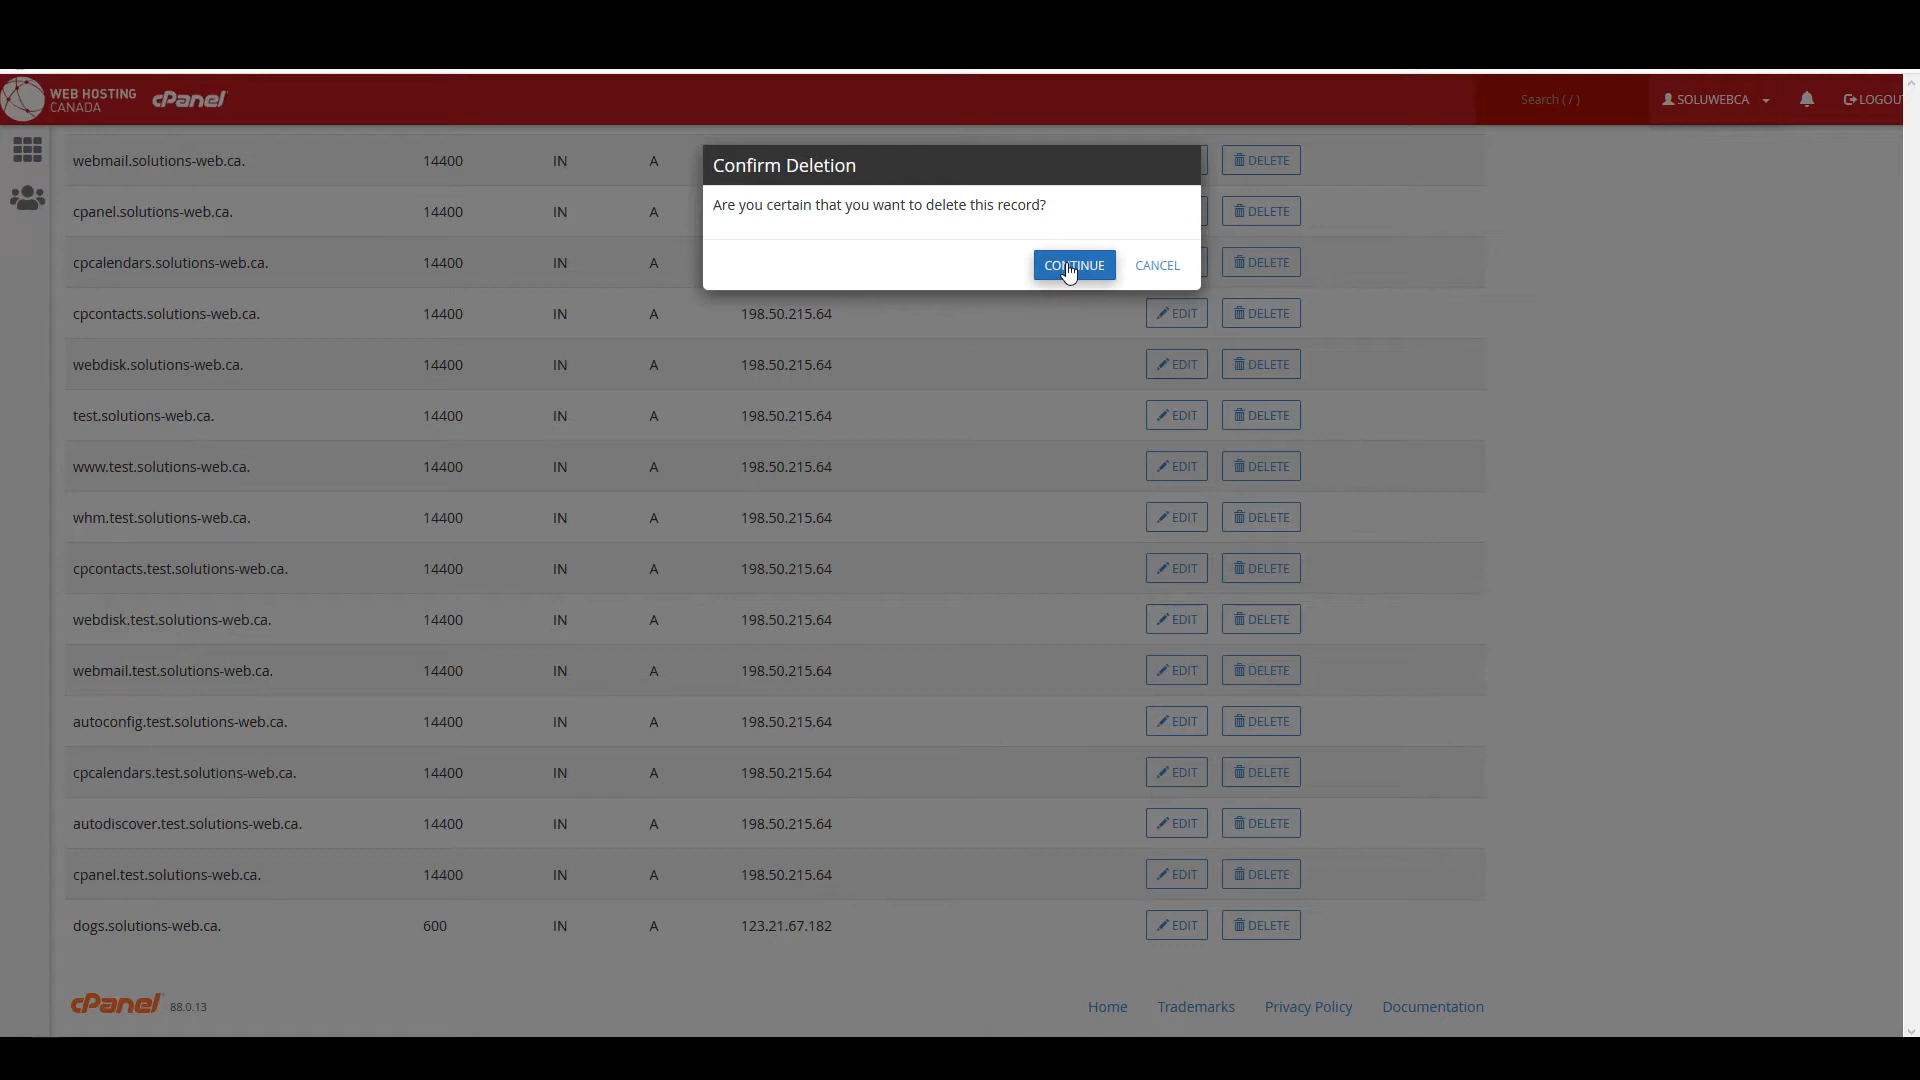 WEB HOSTING
CANADA
cPanel
Search ( / )
SOLUWEBCA
LOGOU
webmail.solutions-web.ca. 14400 IN A DELETE
cpanel.solutions-web.ca. 14400 IN A DELETE
cpcalendars.solutions-web.ca. 14400 IN A DELETE
Confirm Deletion
Are you certain that you want to delete this record?
CONTINUE CANCEL
cpcontacts.solutions-web.ca. 14400 IN A 198.50.215.64 EDIT DELETE
webdisk.solutions-web.ca. 14400 IN A 198.50.215.64 EDIT DELETE
test.solutions-web.ca. 14400 IN A 198.50.215.64 EDIT DELETE
www.test.solutions-web.ca. 14400 IN A 198.50.215.64 EDIT DELETE
whm.test.solutions-web.ca. 14400 IN A 198.50.215.64 EDIT DELETE
cpcontacts.test.solutions-web.ca. 14400 IN A 198.50.215.64 EDIT DELETE
webdisk.test.solutions-web.ca. 14400 IN A 198.50.215.64 EDIT DELETE
webmail.test.solutions-web.ca. 14400 IN A 198.50.215.64 EDIT DELETE
autoconfig.test.solutions-web.ca. 14400 IN A 198.50.215.64 EDIT DELETE
cpcalendars.test.solutions-web.ca. 14400 IN A 198.50.215.64 EDIT DELETE
autodiscover.test.solutions-web.ca. 14400 IN A 198.50.215.64 EDIT DELETE
cpanel.test.solutions-web.ca. 14400 IN A 198.50.215.64 EDIT DELETE
dogs.solutions-web.ca. 600 IN A 123.21.67.182 EDIT DELETE
cPanel 88.0.13 Home Trademarks Privacy Policy Documentation